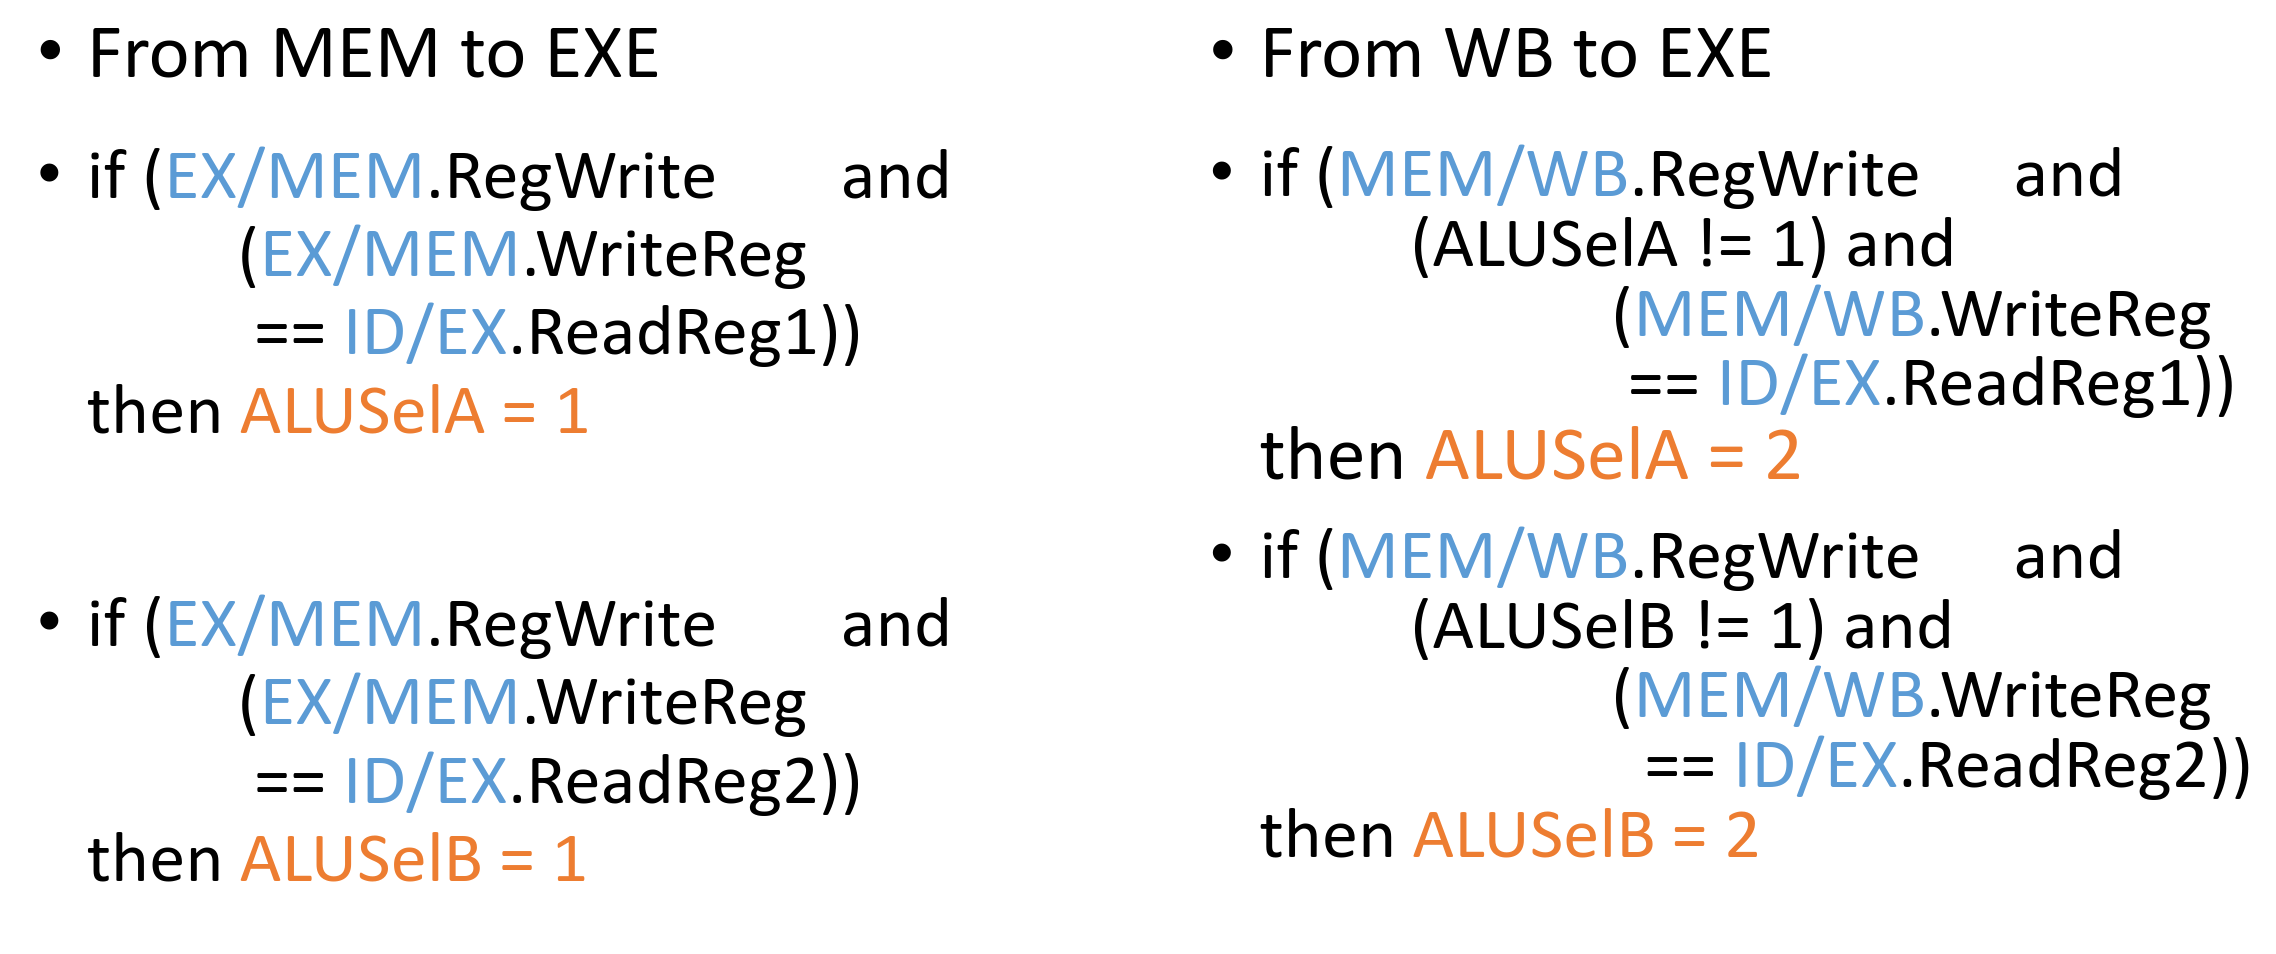 • From MEM to EXE
• if (EX/MEM.RegWrite and
(EX/MEM.WriteReg
== ID/EX.ReadReg1))
then ALUSelA = 1
• if (EX/MEM.RegWrite and
(EX/MEM.WriteReg
== ID/EX.ReadReg2))
then ALUSelB = 1
• From WB to EXE
• if (MEM/WB.RegWrite and
(ALUSelA != 1) and
(MEM/WB.WriteReg
== ID/EX.ReadReg1))
then ALUSelA = 2
• if (MEM/WB.RegWrite and
(ALUSelB != 1) and
(MEM/WB.WriteReg
== ID/EX.ReadReg2))
then ALUSelB = 2